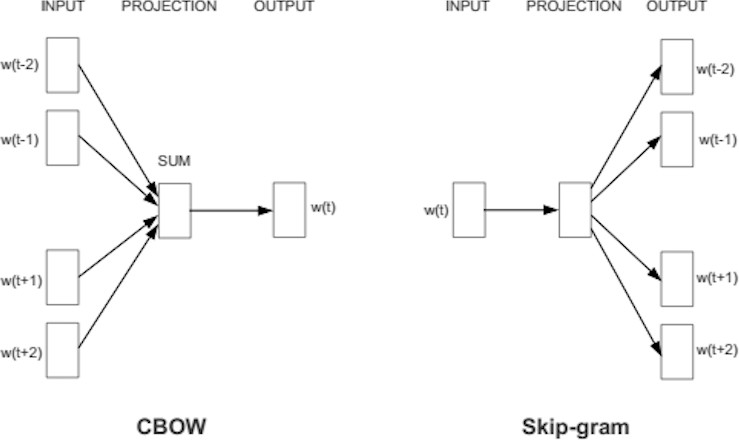 INPUT PROJECTION OUTPUT
w(t-2)
w(t-1)
SUM
w(t)
w(t+1)
w(t+2)
CBOW
INPUT PROJECTION OUTPUT
w(t-2)
w(t-1)
w(t)
w(t+1)
w(t+2)
Skip-gram